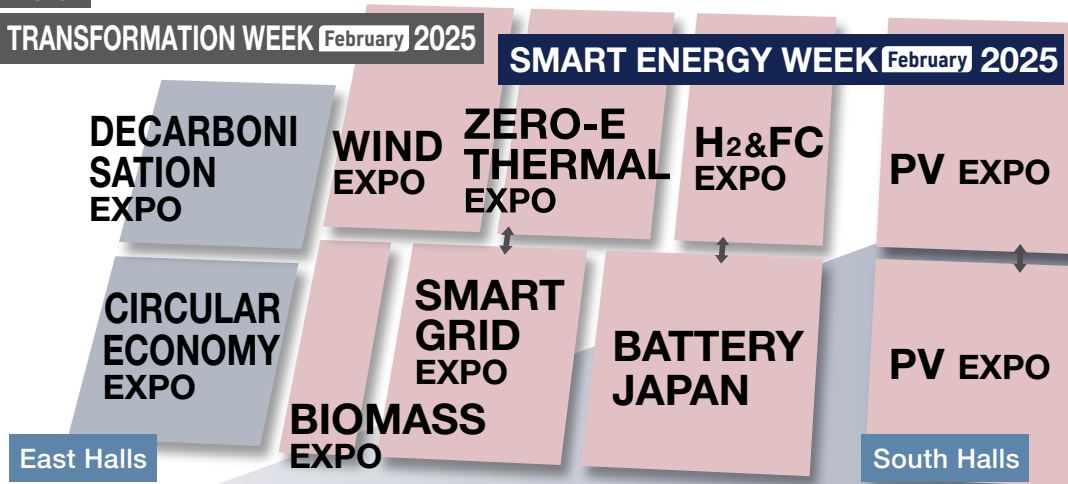 TRANSFORMATION WEEK February 2025
SMART ENERGY WEEK February 2025
DECARBONI
SATION
EXPO
WIND
EXPO
ZERO-E
THERMAL
EXPO
H2&FC
EXPO
PV EXPO
CIRCULAR
ECONOMY
EXPO
BIOMASS
EXPO
SMART
GRID
EXPO
BATTERY
JAPAN
PV EXPO
East Halls
South Halls